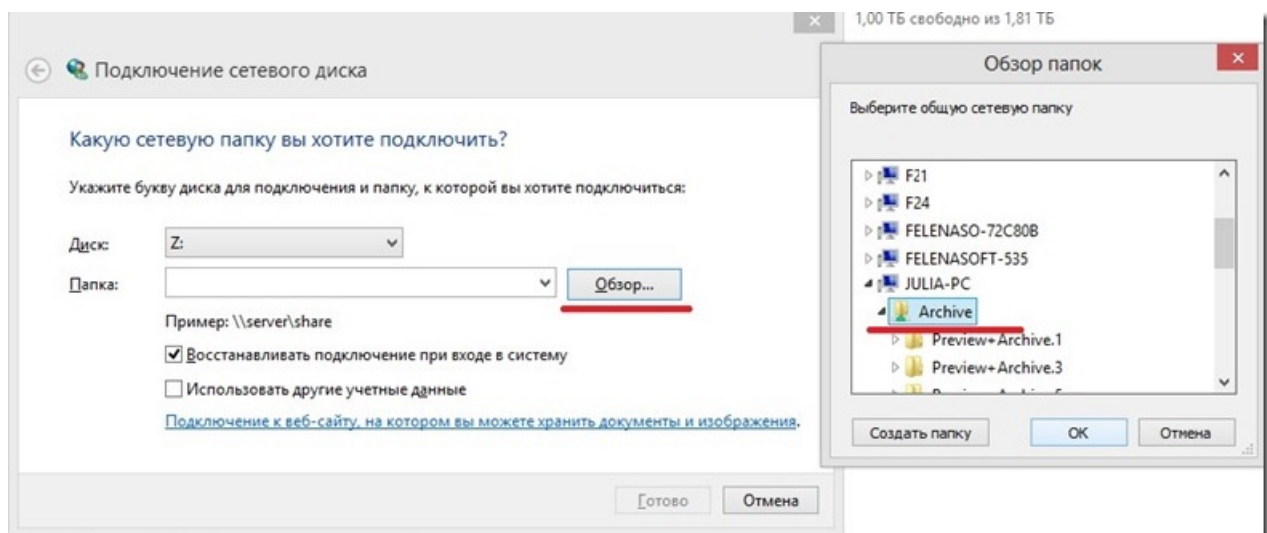 1,00 ТБ свободно из 1,81 ТБ
Подключение сетевого диска
Какую сетевую папку вы хотите подключить?
Укажите букву диска для подключения и папку, к которой вы хотите подключиться:
Диск:
Z:
Папка:
Обзор...
Пример: \\server\share
Восстанавливать подключение при входе в систему
Использовать другие учетные данные
Подключение к веб-сайту, на котором вы можете хранить документы и изображения.
Готово
Отмена
Обзор папок
Выберите общую сетевую папку
F21
F24
FELENASO-72C80B
FELENASOFT-535
JULIA-PC
Archive
Preview+Archive.1
Preview+Archive.3
Создать папку
ОК
Отмена